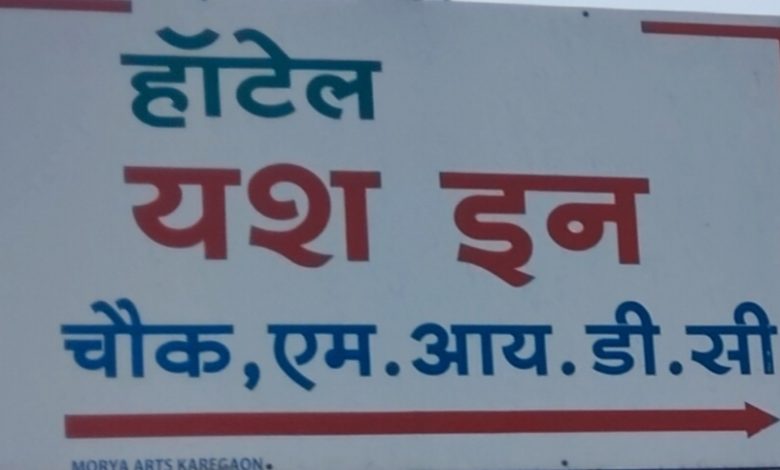 हॉटेल
यश इन
चौक, एम.आय.डी.सी
MORYA ARTS KAREGAON.